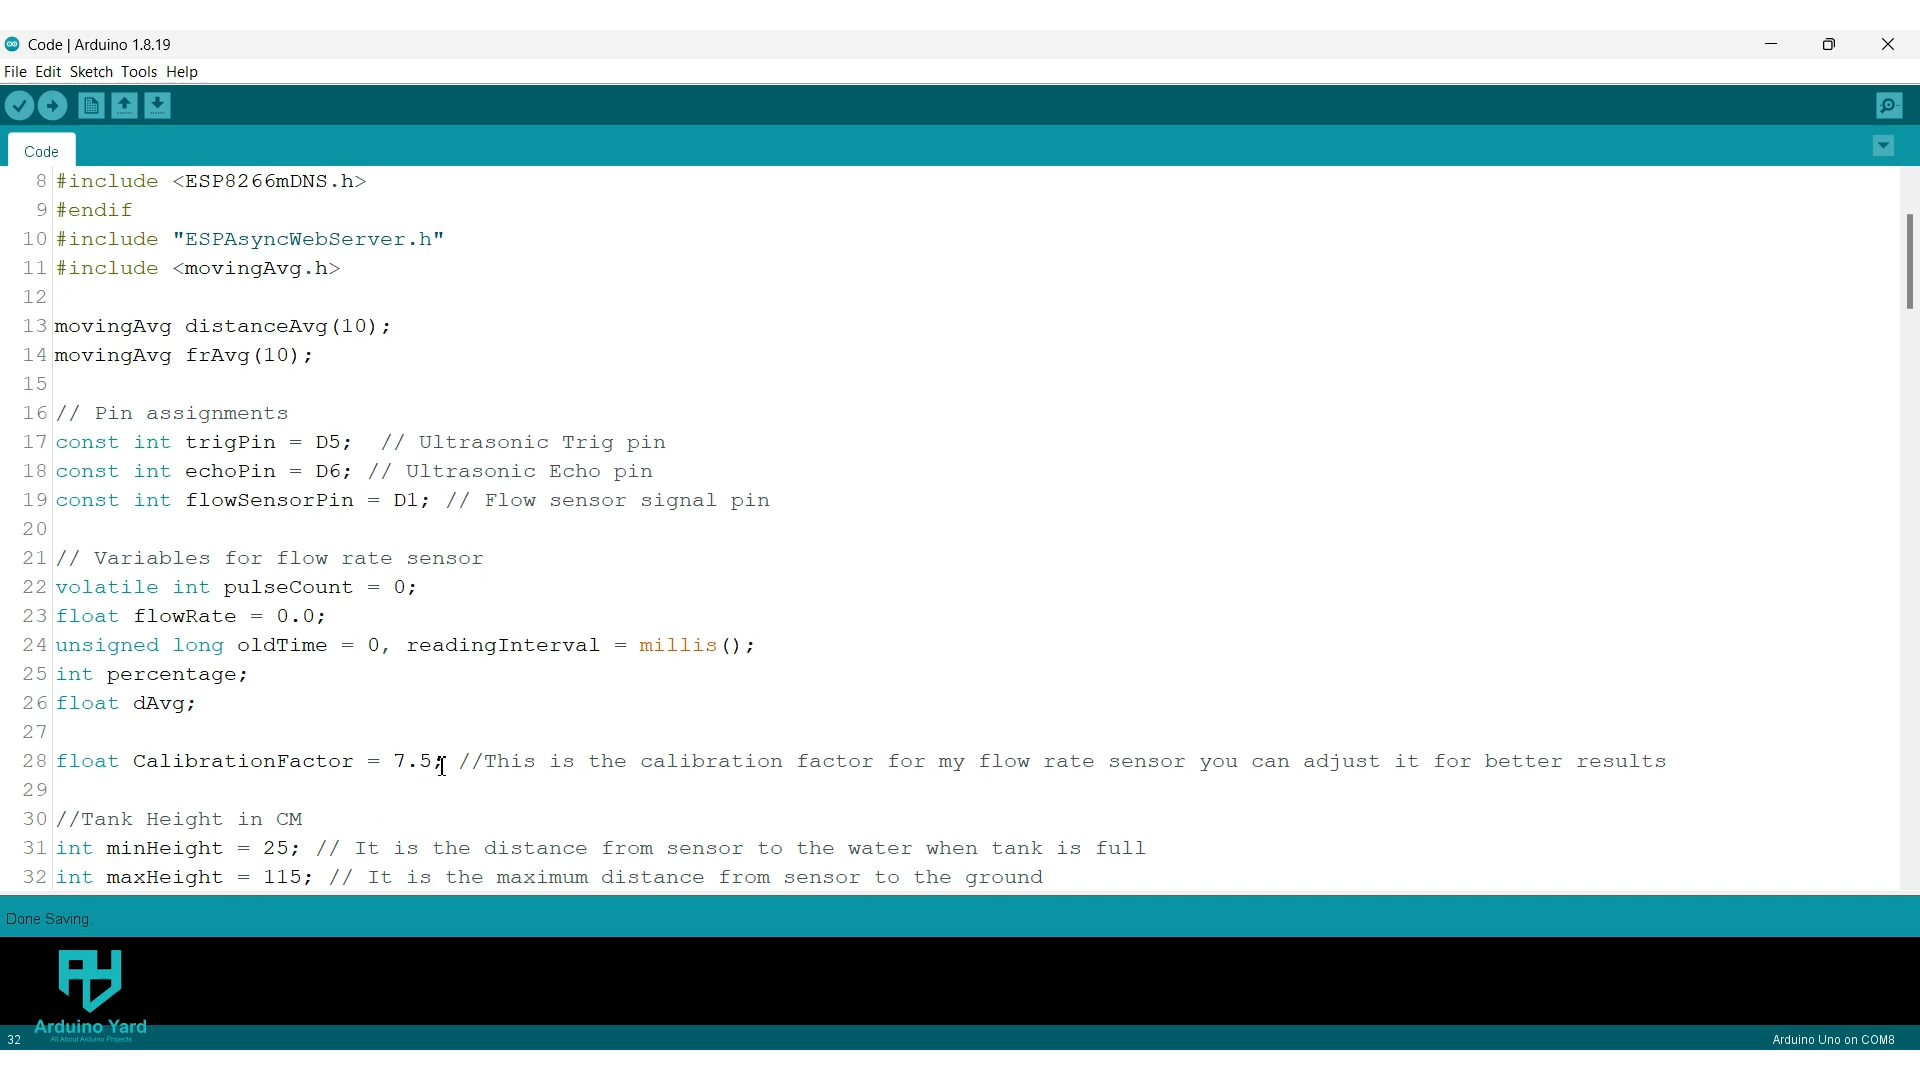 Code | Arduino 1.8.19
File Edit Sketch Tools Help
Code
8 #include <ESP8266mDNS.h>
9 #endif
10 #include "ESPAsyncWebServer.h"
11 #include <movingAvg.h>
12
13 movingAvg distanceAvg(10);
14 movingAvg frAvg(10);
15
16 // Pin assignments
17 const int trigPin = D5;  // Ultrasonic Trig pin
18 const int echoPin = D6; // Ultrasonic Echo pin
19 const int flowSensorPin = D1; // Flow sensor signal pin
20
21 // Variables for flow rate sensor
22 volatile int pulseCount = 0;
23 float flowRate = 0.0;
24 unsigned long oldTime = 0, readingInterval = millis();
25 int percentage;
26 float dAvg;
27
28 float CalibrationFactor = 7.5; //This is the calibration factor for my flow rate sensor you can adjust it for better results
29
30 //Tank Height in CM
31 int minHeight = 25; // It is the distance from sensor to the water when tank is full
32 int maxHeight = 115; // It is the maximum distance from sensor to the ground
Done Saving.
Arduino Yard
All About Arduino Projects
32
Arduino Uno on COM8